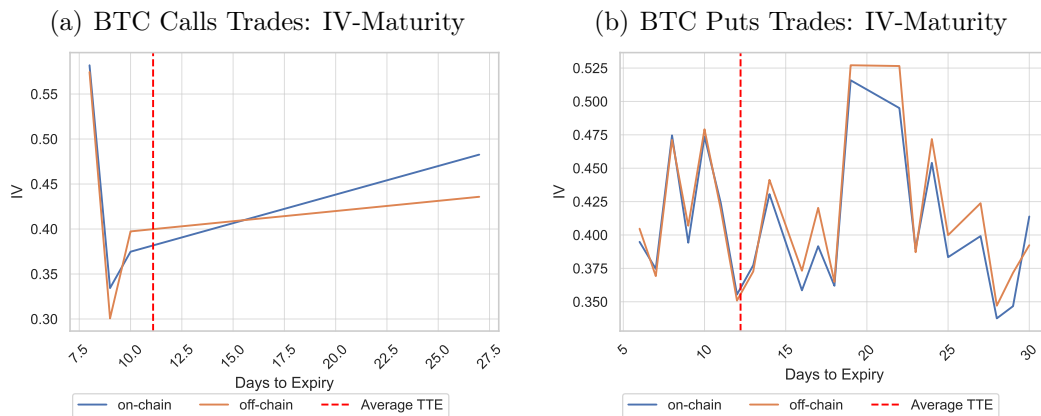 (a) BTC Calls Trades: IV-Maturity
0.55
0.50
0.45
0.40
0.35
0.30
IV
7.5 10.0 12.5 15.0 17.5 20.0 22.5 25.0 27.5
Days to Expiry
on-chain off-chain Average TTE
(b) BTC Puts Trades: IV-Maturity
0.525
0.500
0.475
0.450
0.425
0.400
0.375
0.350
IV
5 10 15 20 25 30
Days to Expiry
on-chain off-chain Average TTE